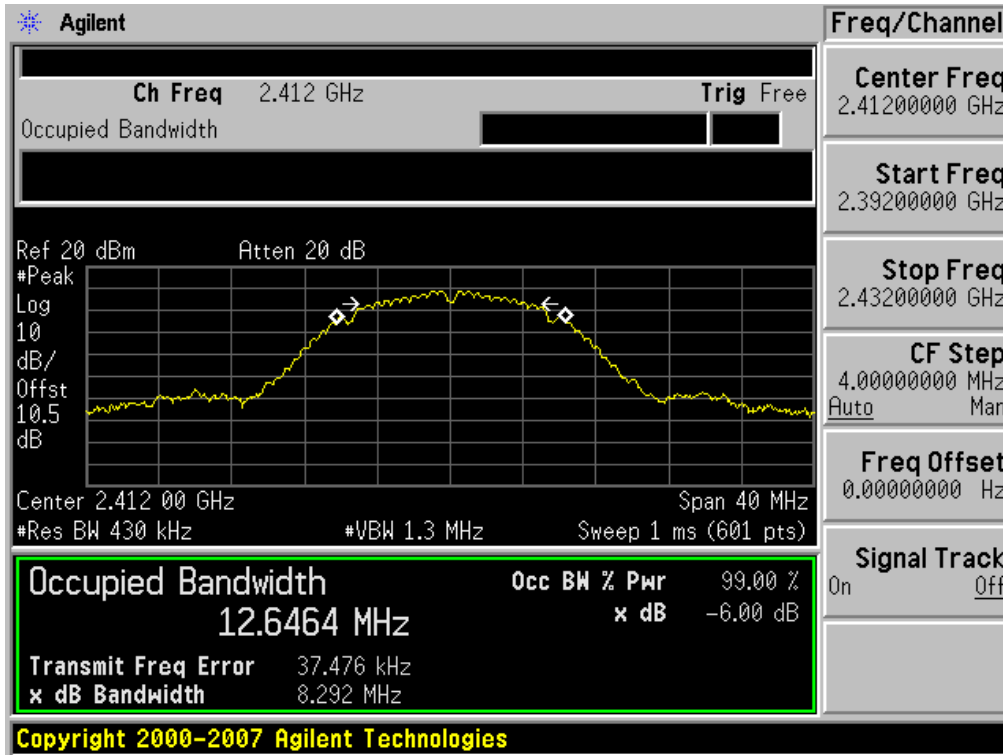 Agilent
Ch Freq 2.412 GHz Trig Free
Occupied Bandwidth
Ref 20 dBm Atten 20 dB
#Peak
Log
10
dB/
Offst
10.5
dB
Center 2.412 00 GHz Span 40 MHz
#Res BW 430 kHz #VBW 1.3 MHz Sweep 1 ms (601 pts)
Occupied Bandwidth
12.6464 MHz
Occ BW % Pwr 99.00 %
x dB -6.00 dB
Transmit Freq Error 37.476 kHz
x dB Bandwidth 8.292 MHz
Copyright 2000-2007 Agilent Technologies
Freq/Channel
Center Freq
2.41200000 GHz
Start Freq
2.39200000 GHz
Stop Freq
2.43200000 GHz
CF Step
4.00000000 MHz
Auto Man
Freq Offset
0.00000000 Hz
Signal Track
On Off